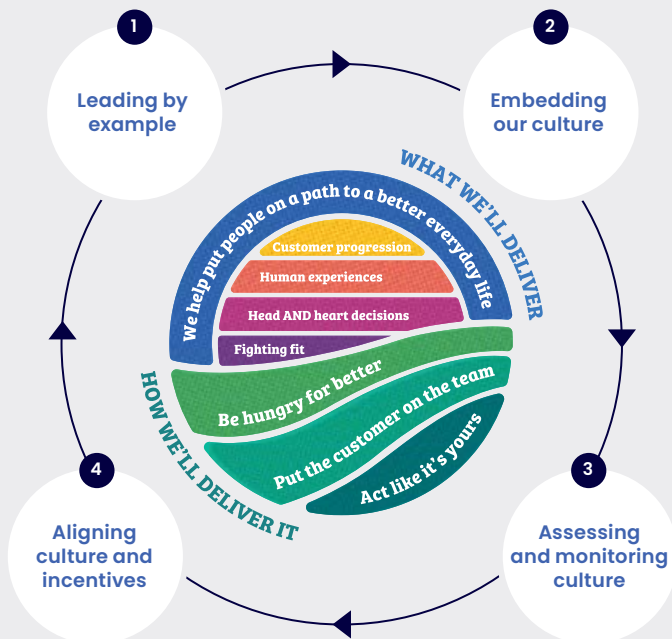 1
Leading by
example
2
Embedding
our culture
WHAT WE'LL DELIVER
We help put people on a path to a better everyday life
Customer progression
Human experiences
Head AND heart decisions
Fighting fit
Be hungry for better
Put the customer on the team
Act like it's yours
HOW WE'LL DELIVER IT
3
Assessing
and monitoring
culture
4
Aligning
culture and
incentives